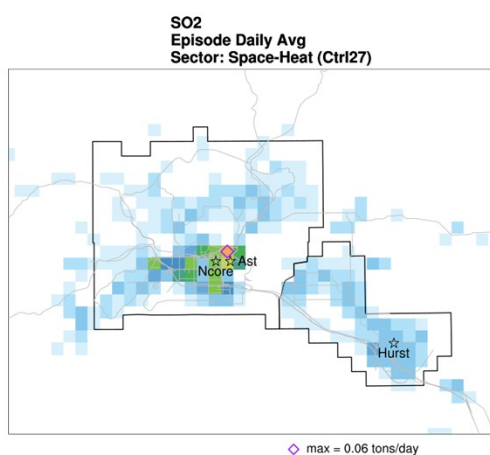 SO2
Episode Daily Avg
Sector: Space-Heat (Ctrl27)
Ast
Ncore
Hurst
max = 0.06 tons/day